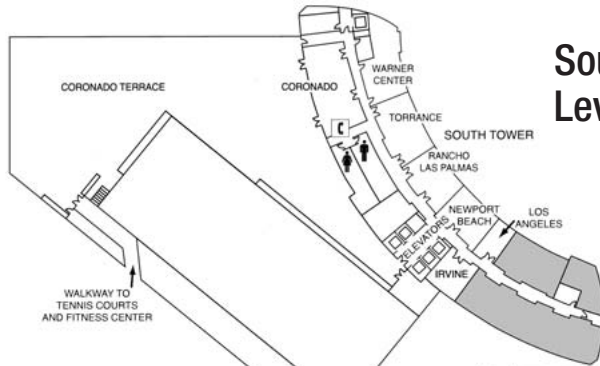 Sou
Lev
CORONADO TERRACE
CORONADO
WARNER
CENTER
TORRANCE
SOUTH TOWER
RANCHO
LAS PALMAS
NEWPORT
BEACH
LOS
ANGELES
ELEVATORS
IRVINE
WALKWAY TO
TENNIS COURTS
AND FITNESS CENTER